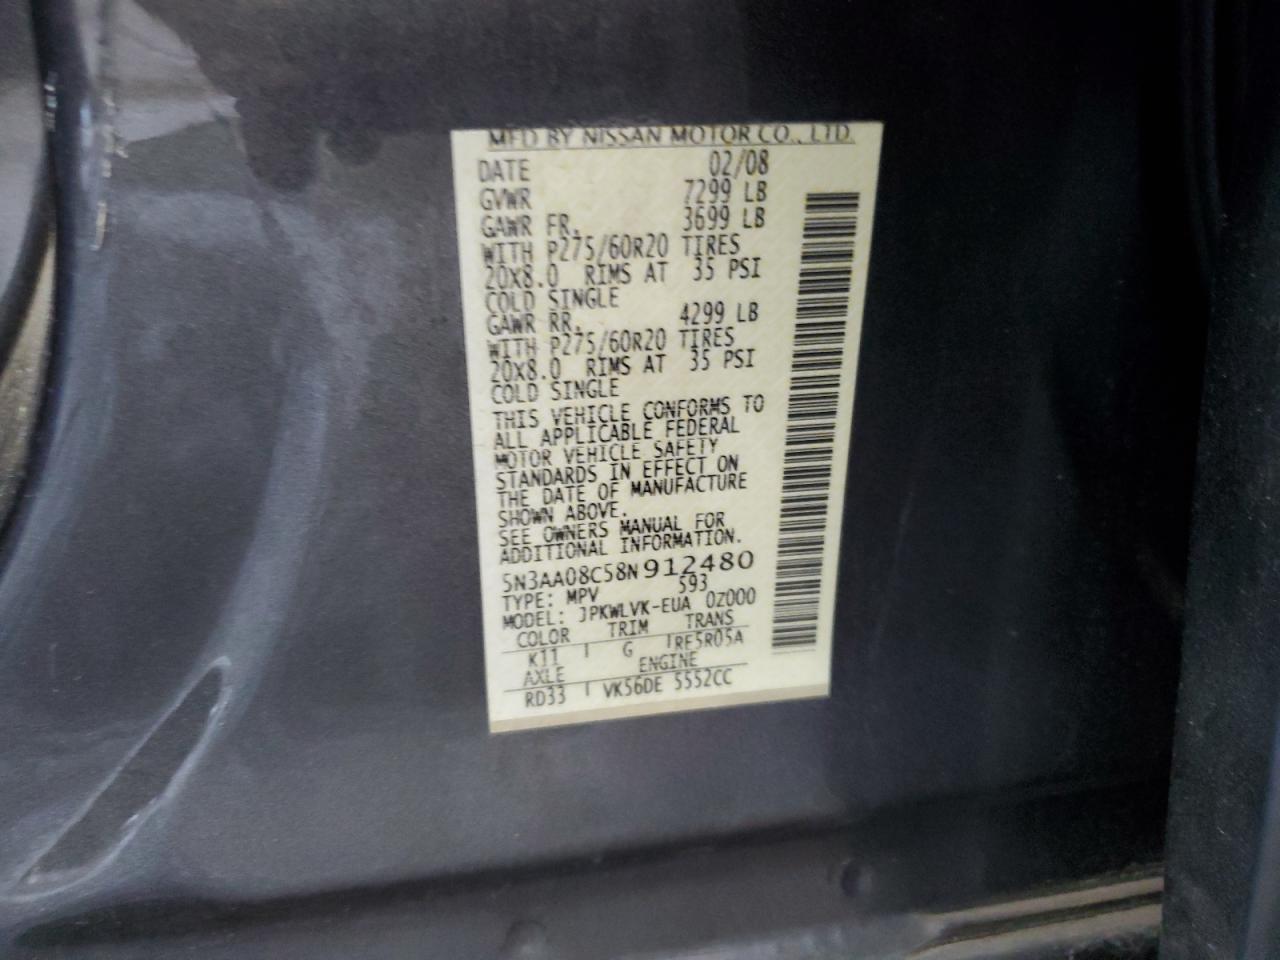 MFD BY NISSAN MOTOR CO., LTD.
DATE 02/08
GVWR 7299 LB
GAWR FR. 3699 LB
WITH P275/60R20 TIRES
20X8.0 RIMS AT 35 PSI
COLD SINGLE
GAWR RR. 4299 LB
WITH P275/60R20 TIRES
20X8.0 RIMS AT 35 PSI
COLD SINGLE
THIS VEHICLE CONFORMS TO
ALL APPLICABLE FEDERAL
MOTOR VEHICLE SAFETY
STANDARDS IN EFFECT ON
THE DATE OF MANUFACTURE
SHOWN ABOVE.
SEE OWNERS MANUAL FOR
ADDITIONAL INFORMATION.
5N3AA08C58N912480
TYPE: MPV 593
MODEL: JPKWLVK-EUA 0Z000
COLOR TRIM TRANS
K11 G RE5R05A
AXLE ENGINE
RD33 VK56DE 5552CC